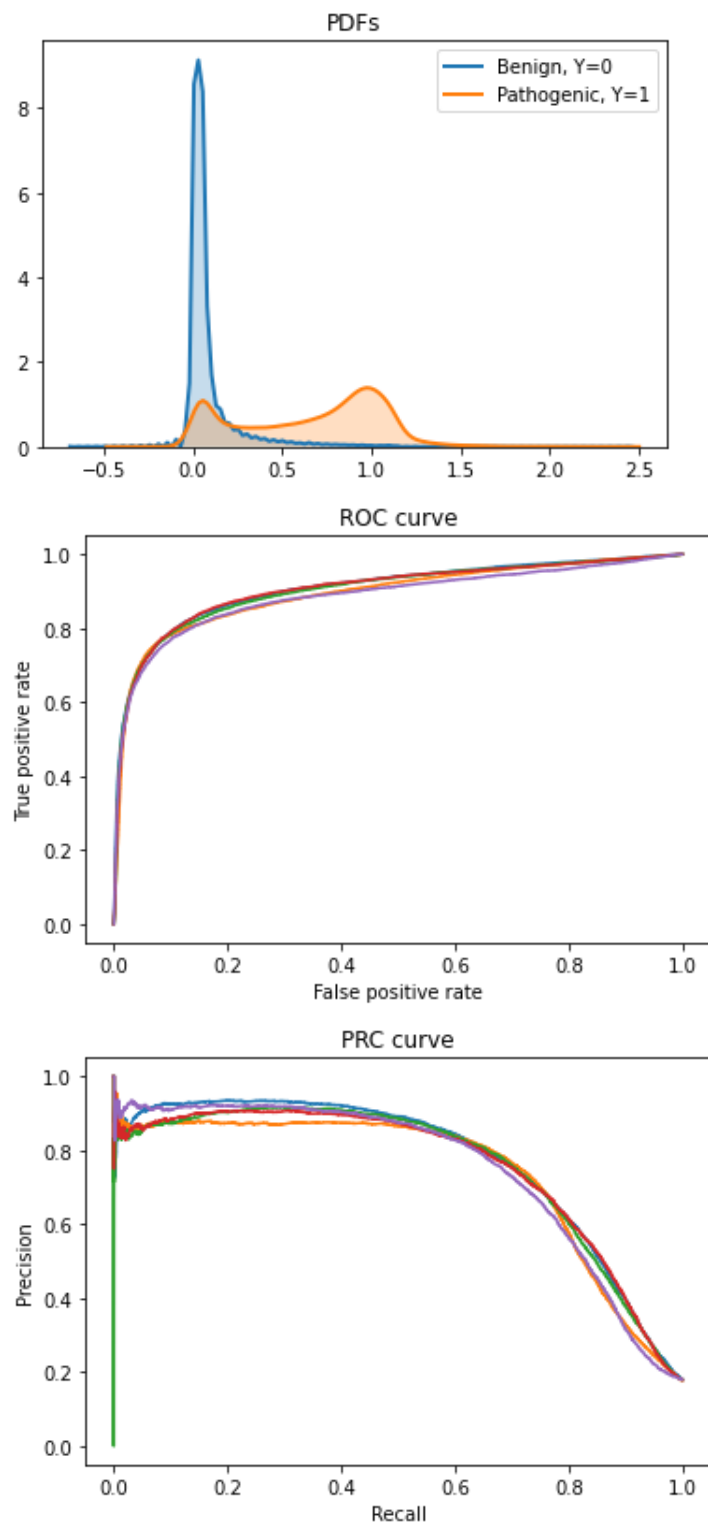 PDFs
Benign, Y=0
Pathogenic, Y=1
8
6
4
2
0
−0.5 0.0 0.5 1.0 1.5 2.0 2.5
ROC curve
True positive rate
1.0
0.8
0.6
0.4
0.2
0.0
0.0 0.2 0.4 0.6 0.8 1.0
False positive rate
PRC curve
Precision
1.0
0.8
0.6
0.4
0.2
0.0
0.0 0.2 0.4 0.6 0.8 1.0
Recall